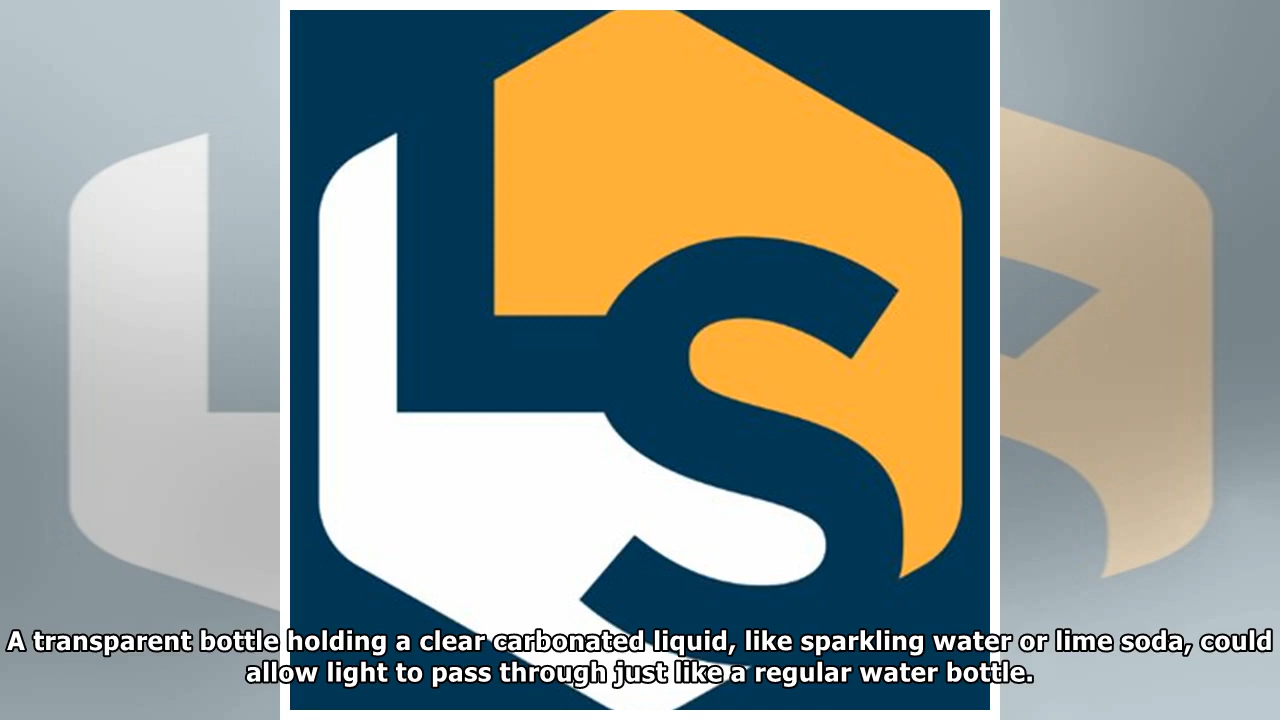 LS
A transparent bottle holding a clear carbonated liquid, like sparkling water or lime soda, could
allow light to pass through just like a regular water bottle.